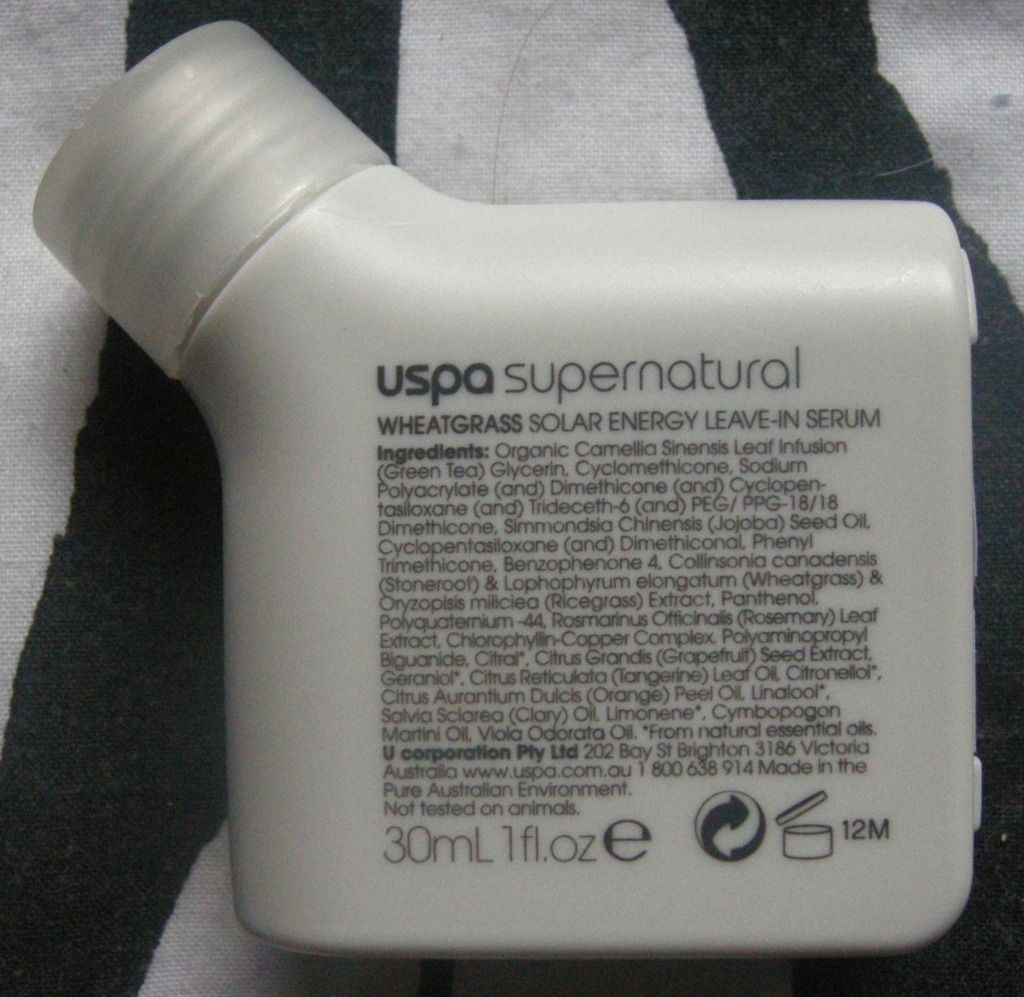 uspa supernatural
WHEATGRASS SOLAR ENERGY LEAVE-IN SERUM
Ingredients: Organic Camellia Sinensis Leaf Infusion
(Green Tea) Glycerin, Cyclomethicone, Sodium
Polyacrylate (and) Dimethicone (and) Cyclopen-
tasiloxane (and) Trideceth-6 (and) PEG/ PPG-18/18
Dimethicone, Simmondsia Chinensis (Jojoba) Seed Oil,
Cyclopentasiloxane (and) Dimethiconal, Phenyl
Trimethicone, Benzophenone 4, Collinsonia canadensis
(Stoneroot) & Lophophyrum elongatum (Wheatgrass) &
Oryzopsis miliciea (Ricegrass) Extract, Panthenol,
Polyquaternium -44, Rosmarinus Officinalis (Rosemary) Leaf
Extract, Chlorophyllin-Copper Complex, Polyaminopropyl
Biguanide, Citral*, Citrus Grandis (Grapefruit) Seed Extract,
Geraniol*, Citrus Reticulata (Tangerine) Leaf Oil, Citronellol*,
Citrus Aurantium Dulcis (Orange) Peel Oil, Linalool*,
Salvia Sclarea (Clary) Oil, Limonene*, Cymbopogon
Martini Oil, Viola Odorata Oil. *From natural essential oils.
U corporation Pty Ltd 202 Bay St Brighton 3186 Victoria
Australia www.uspa.com.au 1 800 638 914 Made in the
Pure Australian Environment.
Not tested on animals.
30mL 1fl.oz e 12M